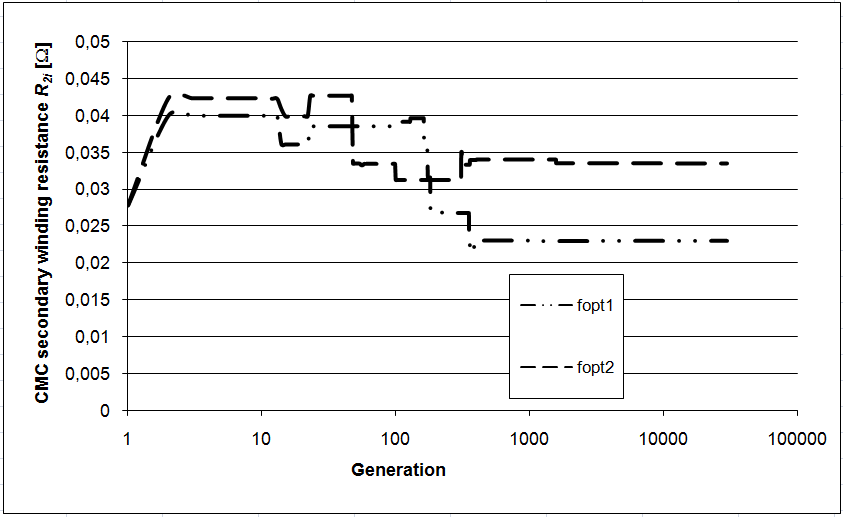 CMC secondary winding resistance R2i [Ω]
0,05
0,045
0,04
0,035
0,03
0,025
0,02
0,015
0,01
0,005
0
1 10 100 1000 10000 100000
Generation
fopt1
fopt2